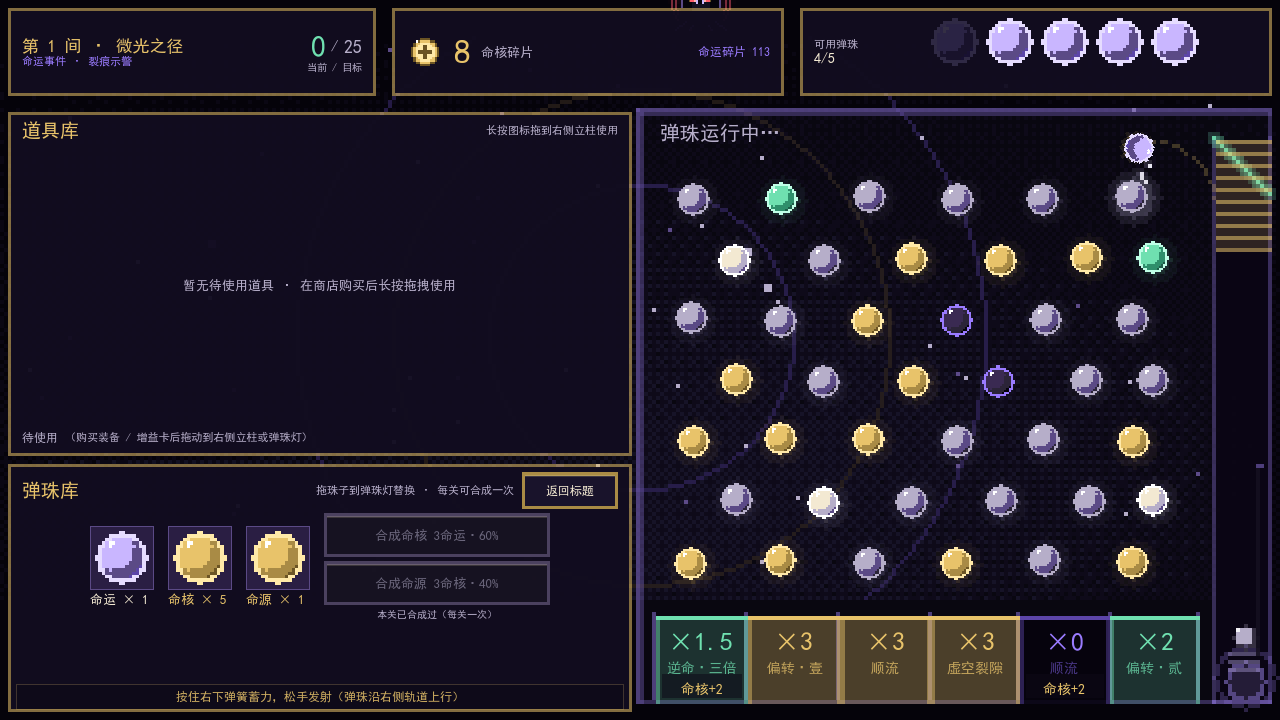 第 1 间 · 微光之径
命运事件 · 裂痕示警
0 / 25
当前 / 目标
8 命核碎片
命运碎片 113
可用弹珠
4/5
道具库
长按图标拖到右侧立柱使用
暂无待使用道具 · 在商店购买后长按拖拽使用
待使用 （购买装备 / 增益卡后拖动到右侧立柱或弹珠灯）
弹珠库
拖珠子到弹珠灯替换 · 每关可合成一次
返回标题
合成命核 3命运·60%
合成命源 3命核·40%
本关已合成过（每关一次）
命运 × 1
命核 × 5
命源 × 1
按住右下弹簧蓄力，松手发射（弹珠沿右侧轨道上行）
弹珠运行中···
×1.5
逆命·三倍
命核+2
×3
偏转·壹
×3
顺流
×3
虚空裂隙
×0
顺流
命核+2
×2
偏转·贰